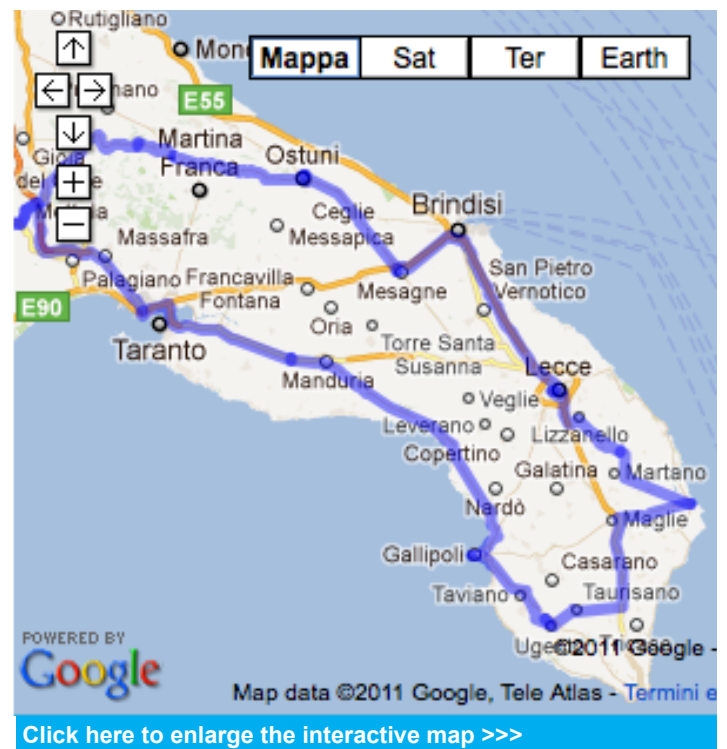 Rutigliano
Mappa Sat Ter Earth
E55
Martina
Franca
Ostuni
Ceglie
Messapica
Brindisi
Massafra
Palagiano
Francavilla
Fontana
Mesagne
San Pietro
Vernotico
E90
Oria
Torre Santa
Susanna
Taranto
Manduria
Lecce
Veglie
Leverano
Copertino
Lizzanello
Galatina
Martano
Nardò
Maglie
Gallipoli
Casarano
Taviano
Taurisano
POWERED BY
Google
©2011 Google -
Map data ©2011 Google, Tele Atlas - Termini e
Click here to enlarge the interactive map >>>